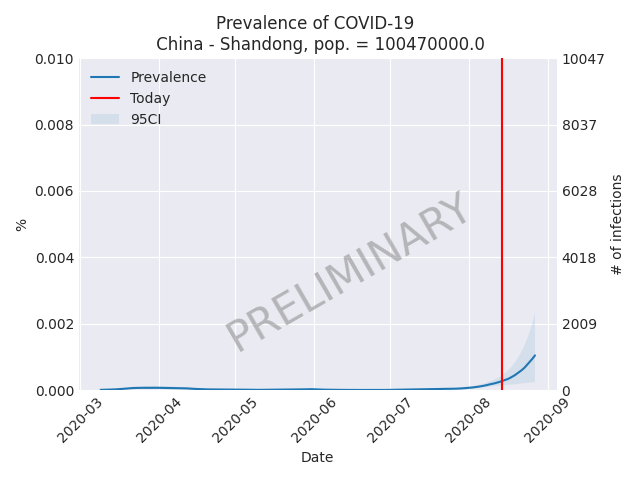 Prevalence of COVID-19
China - Shandong, pop. = 100470000.0
Prevalence
Today
95CI
%
0.010
0.008
0.006
0.004
0.002
0.000
10047
8037
6028
4018
2009
0
# of infections
PRELIMINARY
2020-03
2020-04
2020-05
2020-06
2020-07
2020-08
2020-09
Date